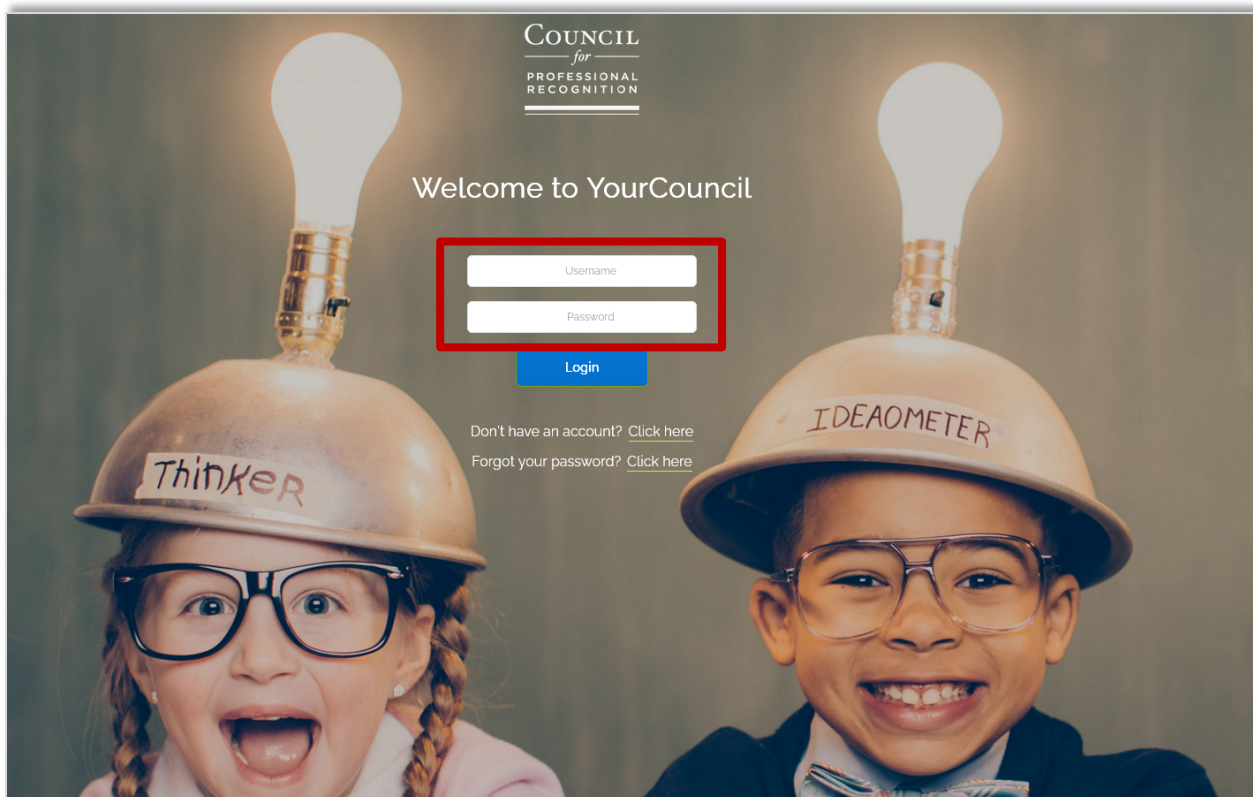 COUNCIL
for
PROFESSIONAL
RECOGNITION
Welcome to YourCouncil
Username
Password
Login
Don't have an account? Click here
Forgot your password? Click here
IDEAOMETER
ThinKeR